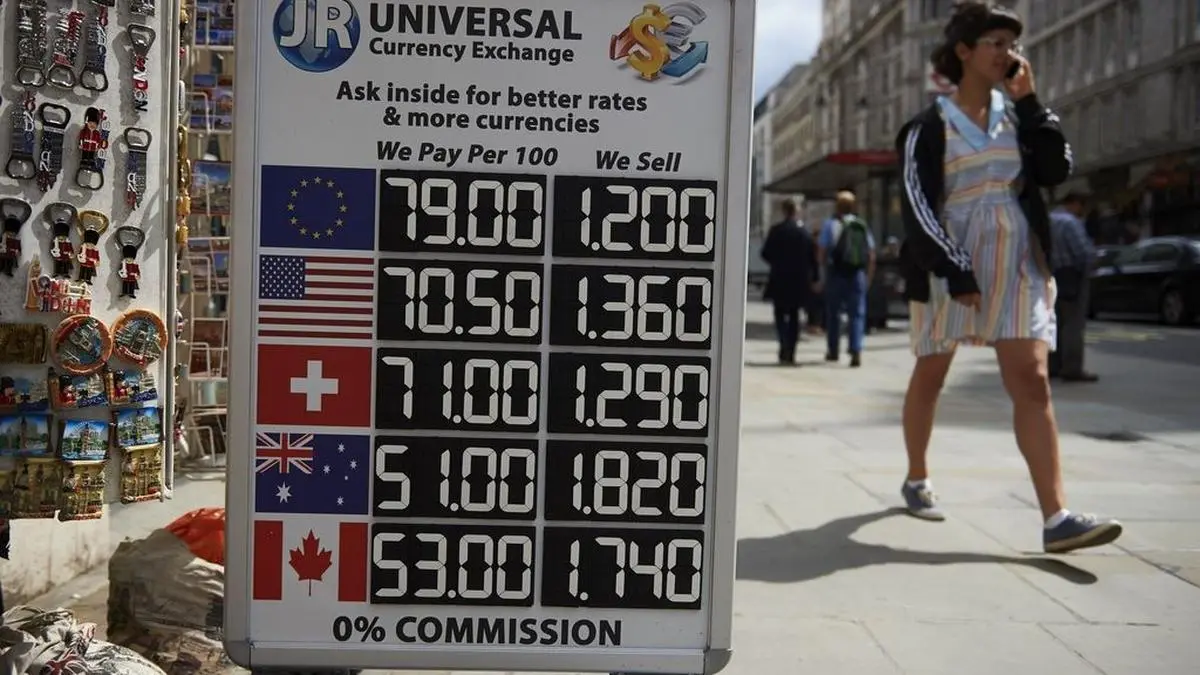 JR UNIVERSAL
Currency Exchange
Ask inside for better rates
& more currencies
We Pay Per 100 We Sell
79.00 1.200
70.50 1.360
71.00 1.290
51.00 1.820
53.00 1.740
0% COMMISSION